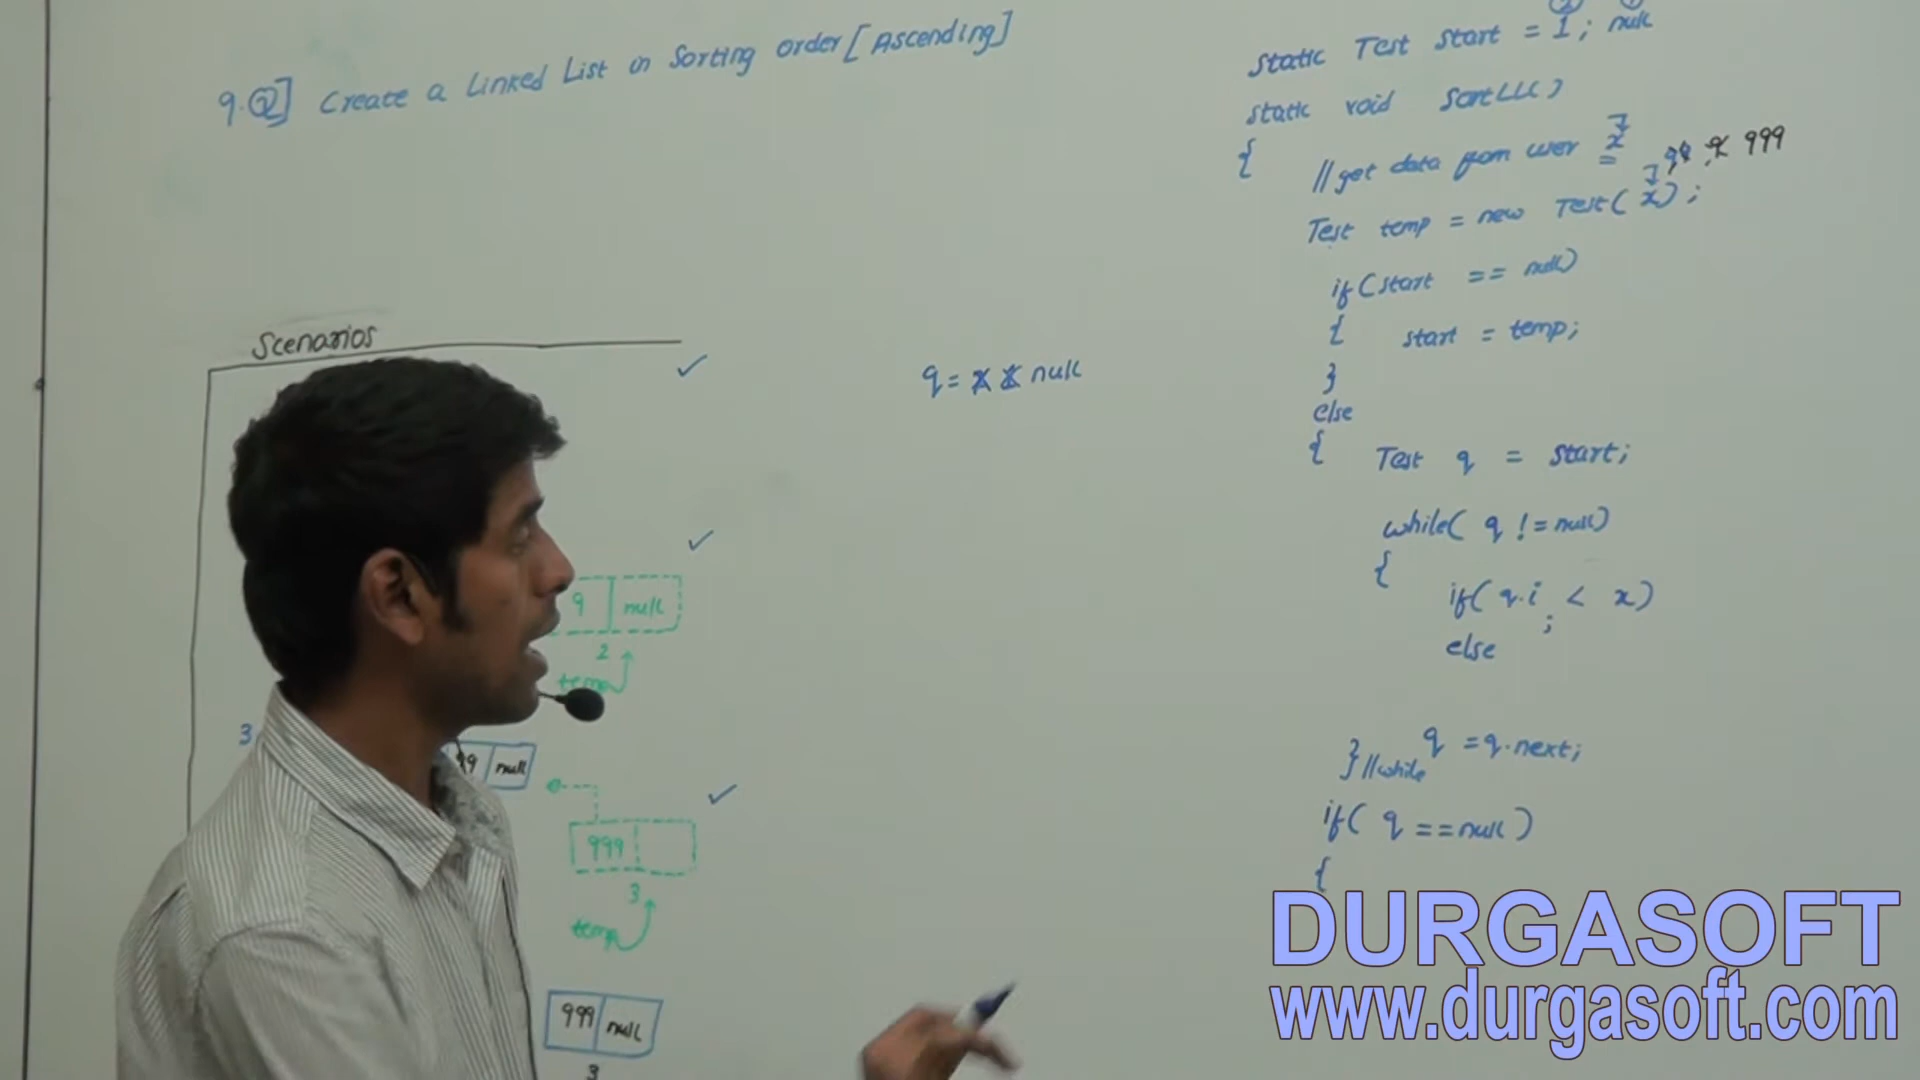 9.Q] Create a Linked List in Sorting Order [Ascending]
Scenarios
9 null
2
temp
3
99 null
999
3
temp
999 null
3
q = null
static Test start = 1; null
static void SortLL()
{
//get data from user x
99, 9 999
Test temp = new Test(x);
if(start == null)
{ start = temp;
}
else
{ Test q = start;
while( q != null)
{
if( q.i < x)
;
else
q = q.next;
}//while
if( q == null)
{
DURGASOFT
www.durgasoft.com